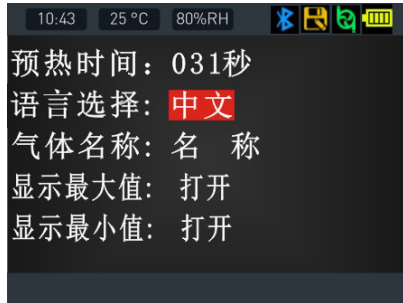 10:43 25°C 80%RH
预热时间：031秒
语言选择：中文
气体名称：名 称
显示最大值：打开
显示最小值：打开